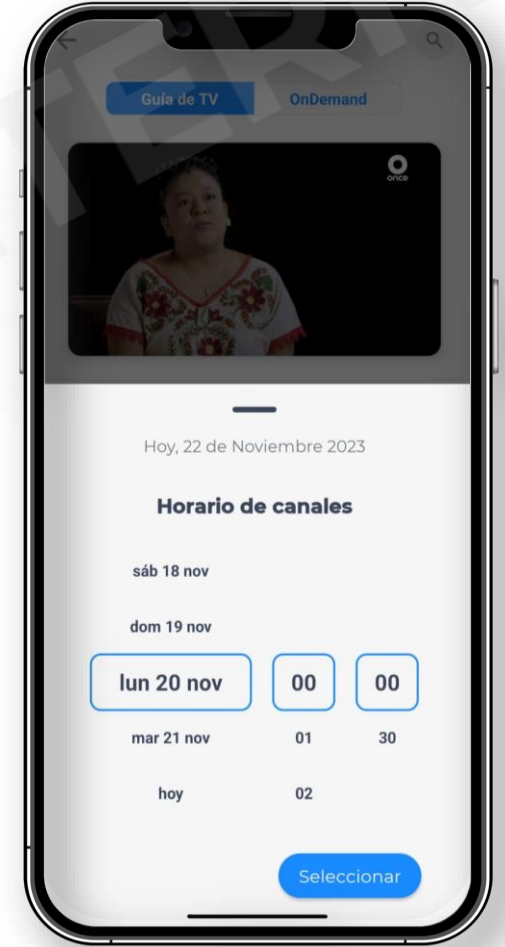 Guía de TV OnDemand
once
Hoy, 22 de Noviembre 2023
Horario de canales
sáb 18 nov
dom 19 nov
lun 20 nov 00 00
mar 21 nov 01 30
hoy 02
Seleccionar